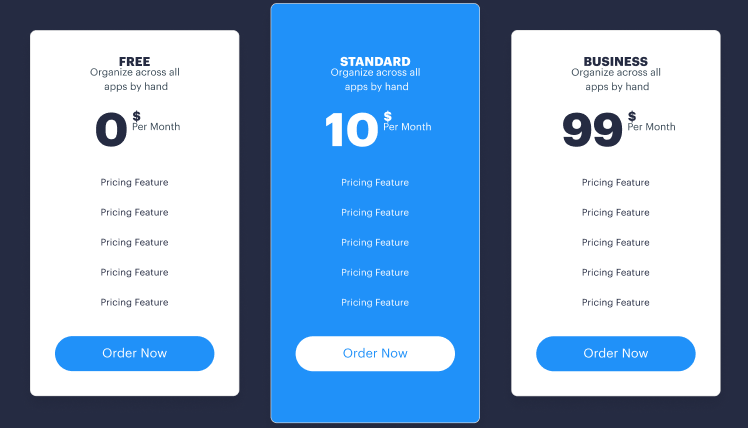 FREE
Organize across all
apps by hand
0
$
Per Month
Pricing Feature
Pricing Feature
Pricing Feature
Pricing Feature
Pricing Feature
Order Now
STANDARD
Organize across all
apps by hand
10
$
Per Month
Pricing Feature
Pricing Feature
Pricing Feature
Pricing Feature
Pricing Feature
Order Now
BUSINESS
Organize across all
apps by hand
99
$
Per Month
Pricing Feature
Pricing Feature
Pricing Feature
Pricing Feature
Pricing Feature
Order Now